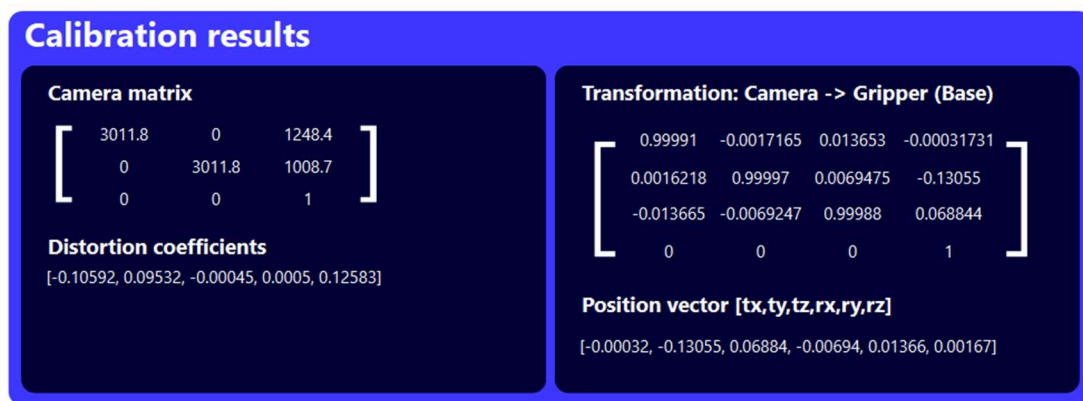 Calibration results
Camera matrix
3011.8 0 1248.4
0 3011.8 1008.7
0 0 1
Distortion coefficients
[-0.10592, 0.09532, -0.00045, 0.0005, 0.12583]
Transformation: Camera -> Gripper (Base)
0.99991 -0.0017165 0.013653 -0.00031731
0.0016218 0.99997 0.0069475 -0.13055
-0.013665 -0.0069247 0.99988 0.068844
0 0 0 1
Position vector [tx,ty,tz,rx,ry,rz]
[-0.00032, -0.13055, 0.06884, -0.00694, 0.01366, 0.00167]